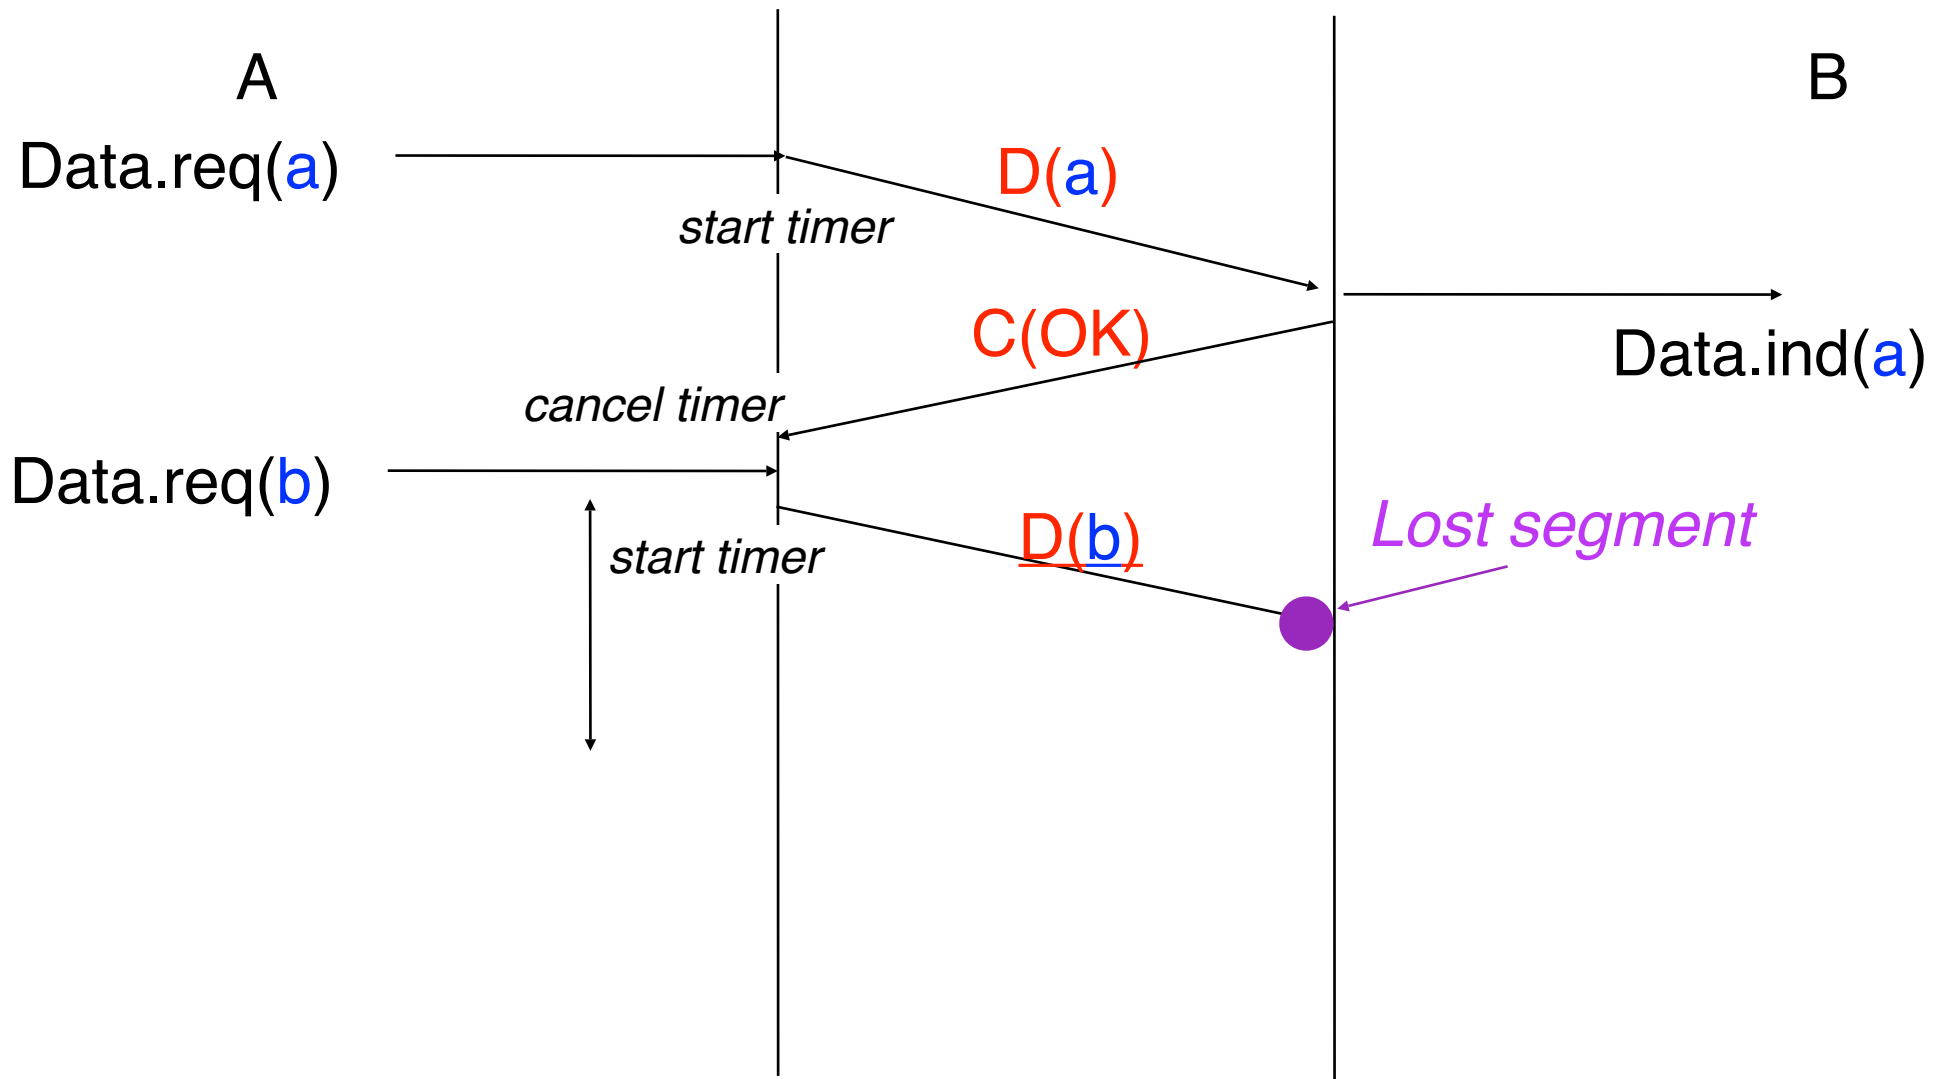 A
B
Data.req(a)
D(a)
start timer
C(OK)
Data.ind(a)
cancel timer
Data.req(b)
D(b)
Lost segment
start timer